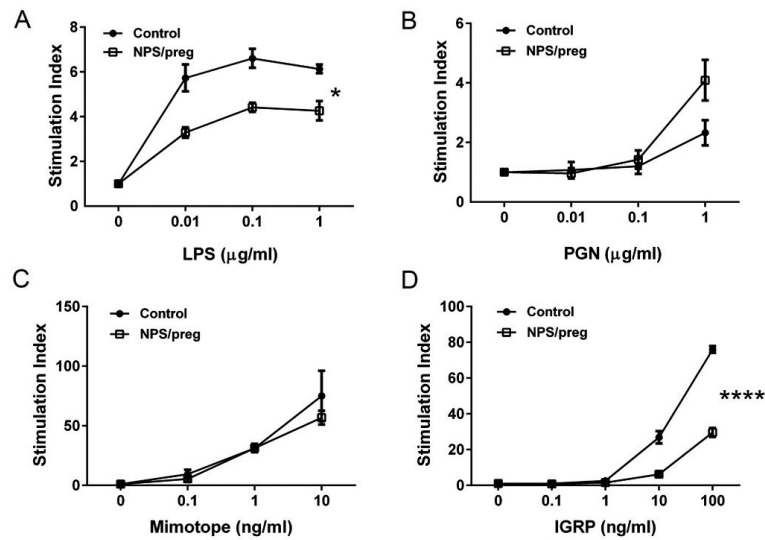 A
Control
NPS/preg
Stimulation Index
8
6
4
2
0
*
0 0.01 0.1 1
LPS (μg/ml)
B
Control
NPS/preg
Stimulation Index
6
4
2
0
0 0.01 0.1 1
PGN (μg/ml)
C
Control
NPS/preg
Stimulation Index
150
100
50
0
0 0.1 1 10
Mimotope (ng/ml)
D
Control
NPS/preg
Stimulation Index
100
80
60
40
20
0
****
0 0.1 1 10 100
IGRP (ng/ml)